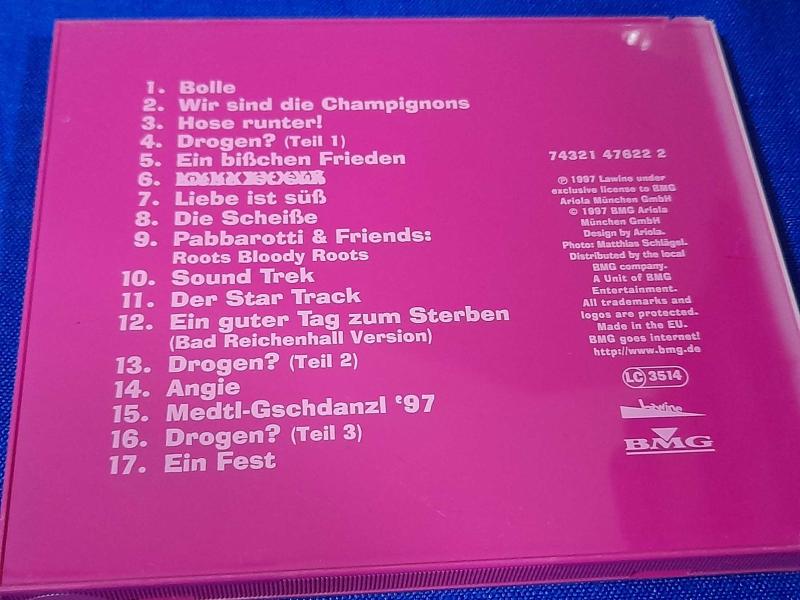 1. Bolle
2. Wir sind die Champignons
3. Hose runter!
4. Drogen? (Teil 1)
5. Ein bißchen Frieden
6.
7. Liebe ist süß
8. Die Scheiße
9. Pabbarotti & Friends:
Roots Bloody Roots
10. Sound Trek
11. Der Star Track
12. Ein guter Tag zum Sterben
(Bad Reichenhall Version)
13. Drogen? (Teil 2)
14. Angie
15. Medtl-Gschdanzl '97
16. Drogen? (Teil 3)
17. Ein Fest
74321 47622 2
℗ 1997 Lawine under
exclusive license to BMG
Ariola München GmbH
© 1997 BMG Ariola
München GmbH
Design by Ariola.
Photo: Matthias Schlägel.
Distributed by the local
BMG company.
A Unit of BMG
Entertainment.
All trademarks and
logos are protected.
Made in the EU.
BMG goes internet!
http://www.bmg.de
LC 3514
Lawine
BMG